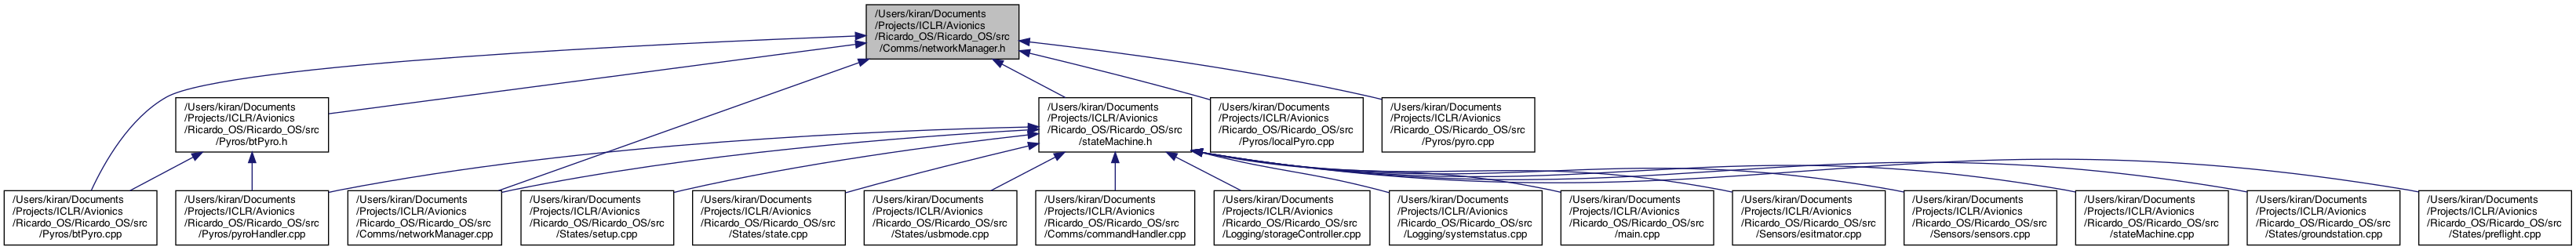 /Users/kiran/Documents
/Projects/ICLR/Avionics
/Ricardo_OS/Ricardo_OS/src
/Comms/networkManager.h
/Users/kiran/Documents
/Projects/ICLR/Avionics
/Ricardo_OS/Ricardo_OS/src
/Pyros/btPyro.h
/Users/kiran/Documents
/Projects/ICLR/Avionics
/Ricardo_OS/Ricardo_OS/src
/stateMachine.h
/Users/kiran/Documents
/Projects/ICLR/Avionics
/Ricardo_OS/Ricardo_OS/src
/Pyros/localPyro.cpp
/Users/kiran/Documents
/Projects/ICLR/Avionics
/Ricardo_OS/Ricardo_OS/src
/Pyros/pyro.cpp
/Users/kiran/Documents
/Projects/ICLR/Avionics
/Ricardo_OS/Ricardo_OS/src
/Pyros/btPyro.cpp
/Users/kiran/Documents
/Projects/ICLR/Avionics
/Ricardo_OS/Ricardo_OS/src
/Pyros/pyroHandler.cpp
/Users/kiran/Documents
/Projects/ICLR/Avionics
/Ricardo_OS/Ricardo_OS/src
/Comms/networkManager.cpp
/Users/kiran/Documents
/Projects/ICLR/Avionics
/Ricardo_OS/Ricardo_OS/src
/States/setup.cpp
/Users/kiran/Documents
/Projects/ICLR/Avionics
/Ricardo_OS/Ricardo_OS/src
/States/state.cpp
/Users/kiran/Documents
/Projects/ICLR/Avionics
/Ricardo_OS/Ricardo_OS/src
/States/usbmode.cpp
/Users/kiran/Documents
/Projects/ICLR/Avionics
/Ricardo_OS/Ricardo_OS/src
/Comms/commandHandler.cpp
/Users/kiran/Documents
/Projects/ICLR/Avionics
/Ricardo_OS/Ricardo_OS/src
/Logging/storageController.cpp
/Users/kiran/Documents
/Projects/ICLR/Avionics
/Ricardo_OS/Ricardo_OS/src
/Logging/systemstatus.cpp
/Users/kiran/Documents
/Projects/ICLR/Avionics
/Ricardo_OS/Ricardo_OS/src
/main.cpp
/Users/kiran/Documents
/Projects/ICLR/Avionics
/Ricardo_OS/Ricardo_OS/src
/Sensors/esitmator.cpp
/Users/kiran/Documents
/Projects/ICLR/Avionics
/Ricardo_OS/Ricardo_OS/src
/Sensors/sensors.cpp
/Users/kiran/Documents
/Projects/ICLR/Avionics
/Ricardo_OS/Ricardo_OS/src
/stateMachine.cpp
/Users/kiran/Documents
/Projects/ICLR/Avionics
/Ricardo_OS/Ricardo_OS/src
/States/groundstation.cpp
/Users/kiran/Documents
/Projects/ICLR/Avionics
/Ricardo_OS/Ricardo_OS/src
/States/preflight.cpp